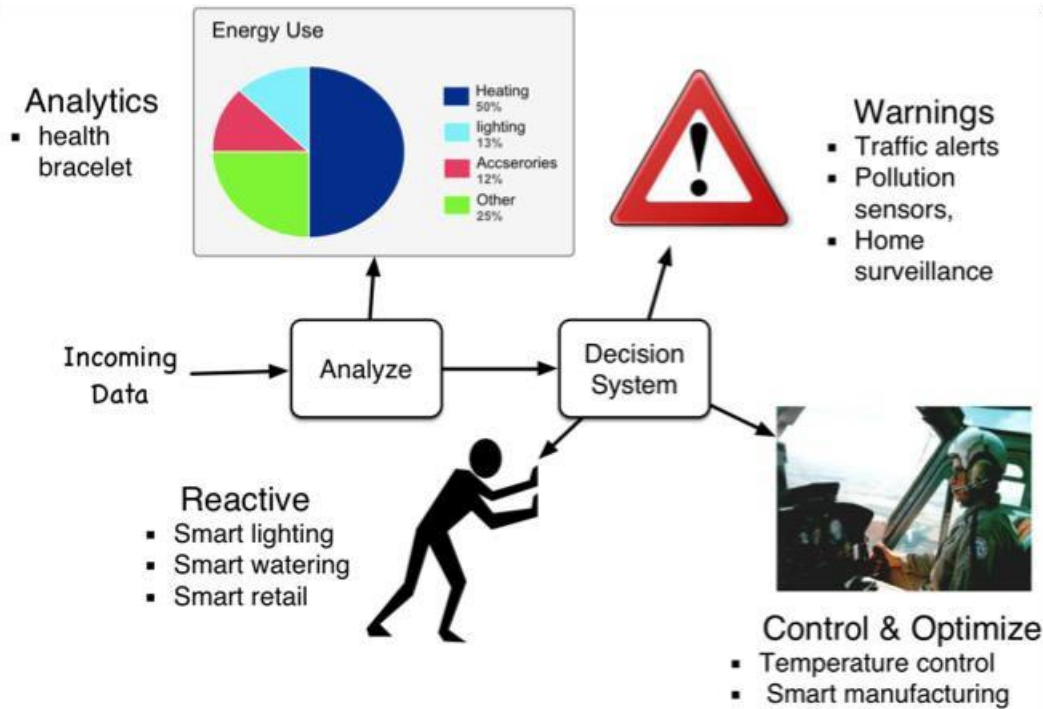 Energy Use
Heating
50%
lighting
13%
Accserories
12%
Other
25%
Analytics
▪ health
bracelet
Warnings
▪ Traffic alerts
▪ Pollution
sensors,
▪ Home
surveillance
Incoming
Data
Analyze
Decision
System
Reactive
▪ Smart lighting
▪ Smart watering
▪ Smart retail
Control & Optimize
▪ Temperature control
▪ Smart manufacturing